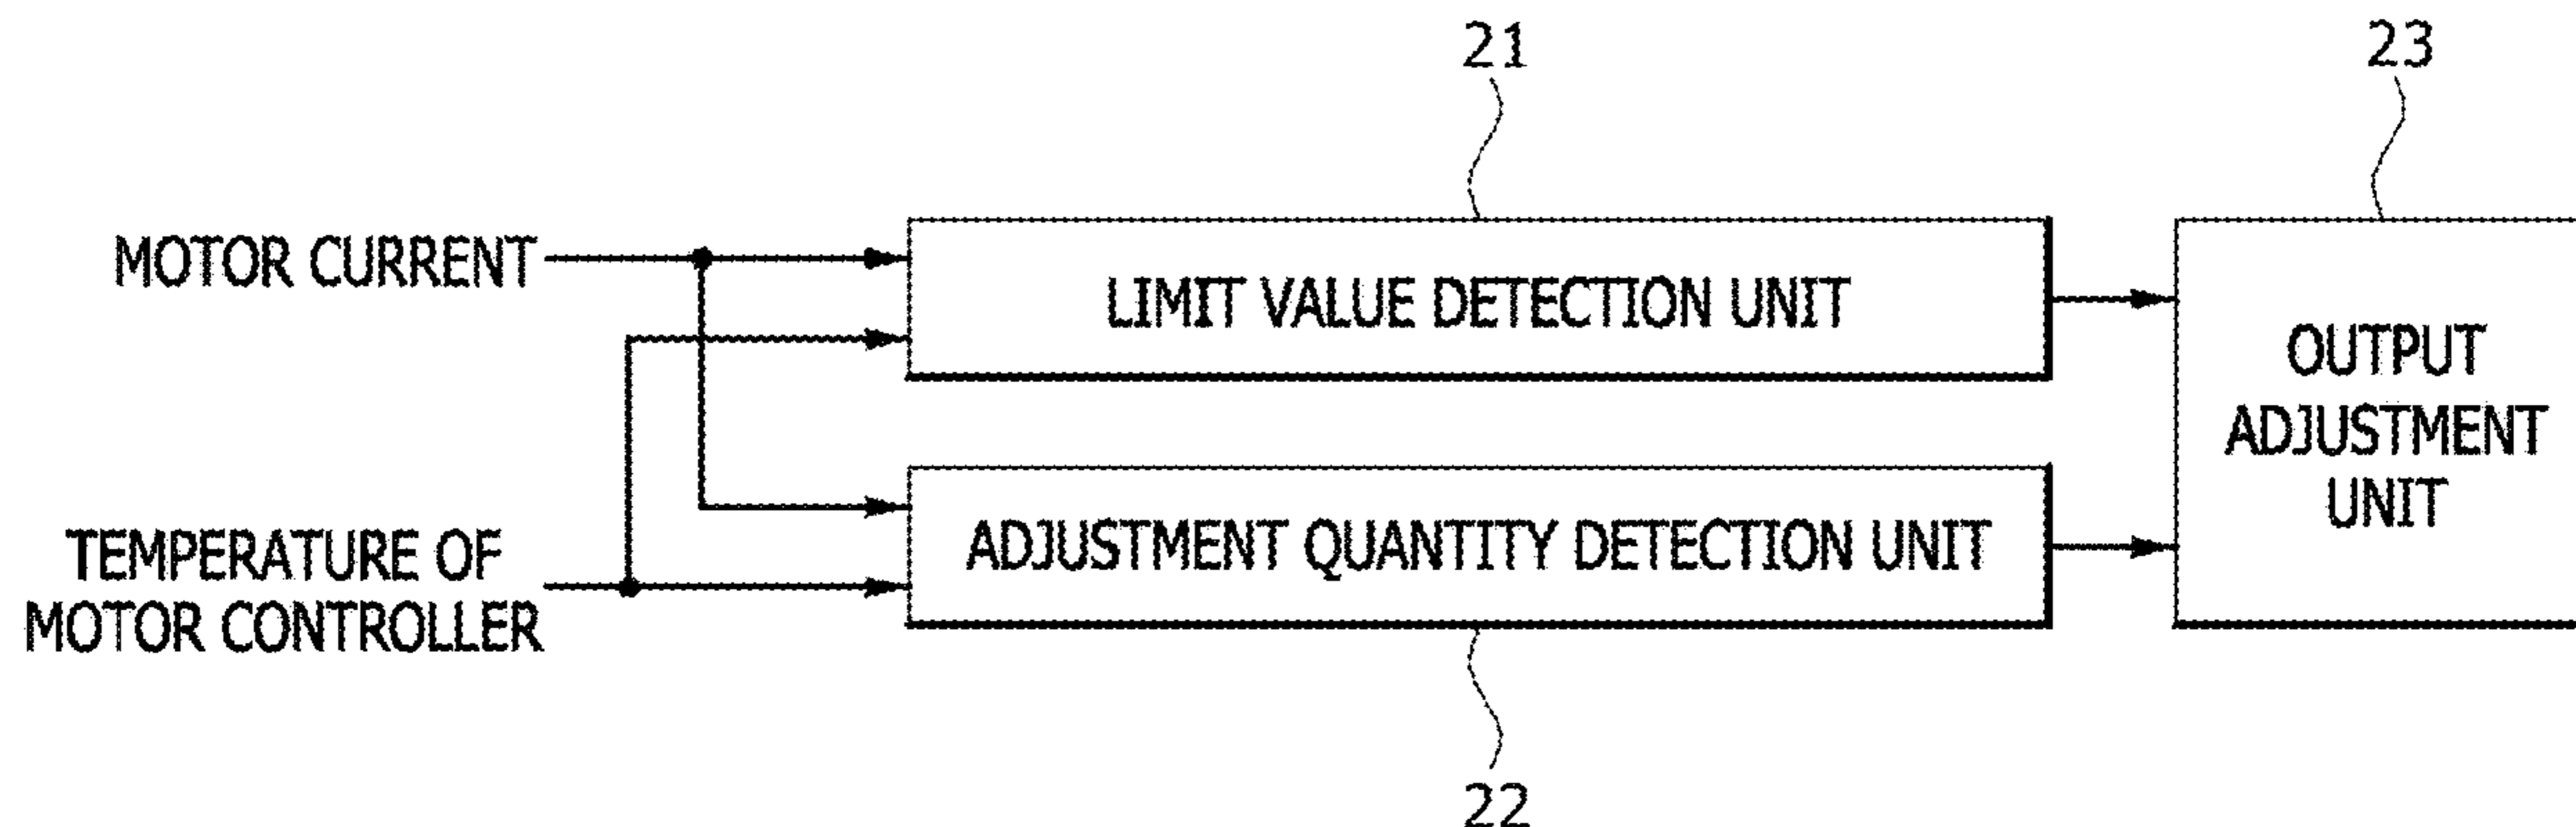 21
23
MOTOR CURRENT
LIMIT VALUE DETECTION UNIT
OUTPUT
ADJUSTMENT
UNIT
TEMPERATURE OF
MOTOR CONTROLLER
ADJUSTMENT QUANTITY DETECTION UNIT
22